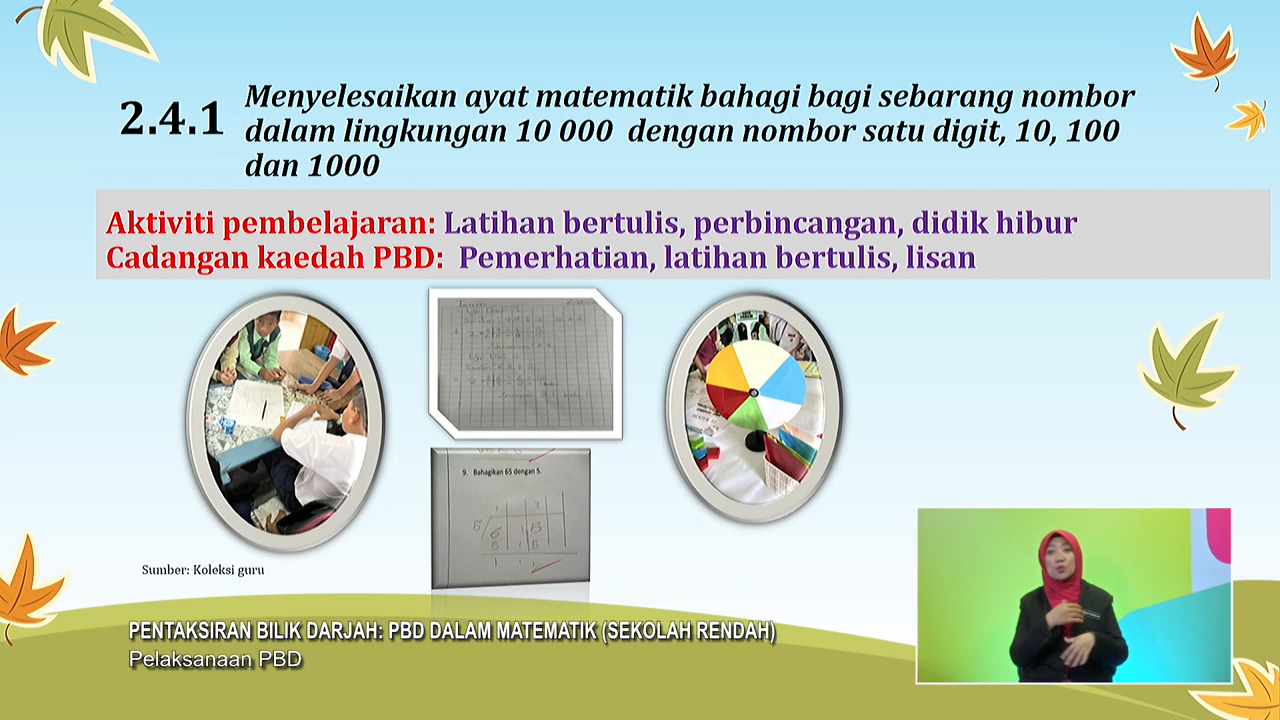 2.4.1
Menyelesaikan ayat matematik bahagi bagi sebarang nombor
dalam lingkungan 10 000 dengan nombor satu digit, 10, 100
dan 1000
Aktiviti pembelajaran: Latihan bertulis, perbincangan, didik hibur
Cadangan kaedah PBD: Pemerhatian, latihan bertulis, lisan
9. Bahagikan 65 dengan 5.
Sumber: Koleksi guru
PENTAKSIRAN BILIK DARJAH: PBD DALAM MATEMATIK (SEKOLAH RENDAH)
Pelaksanaan PBD